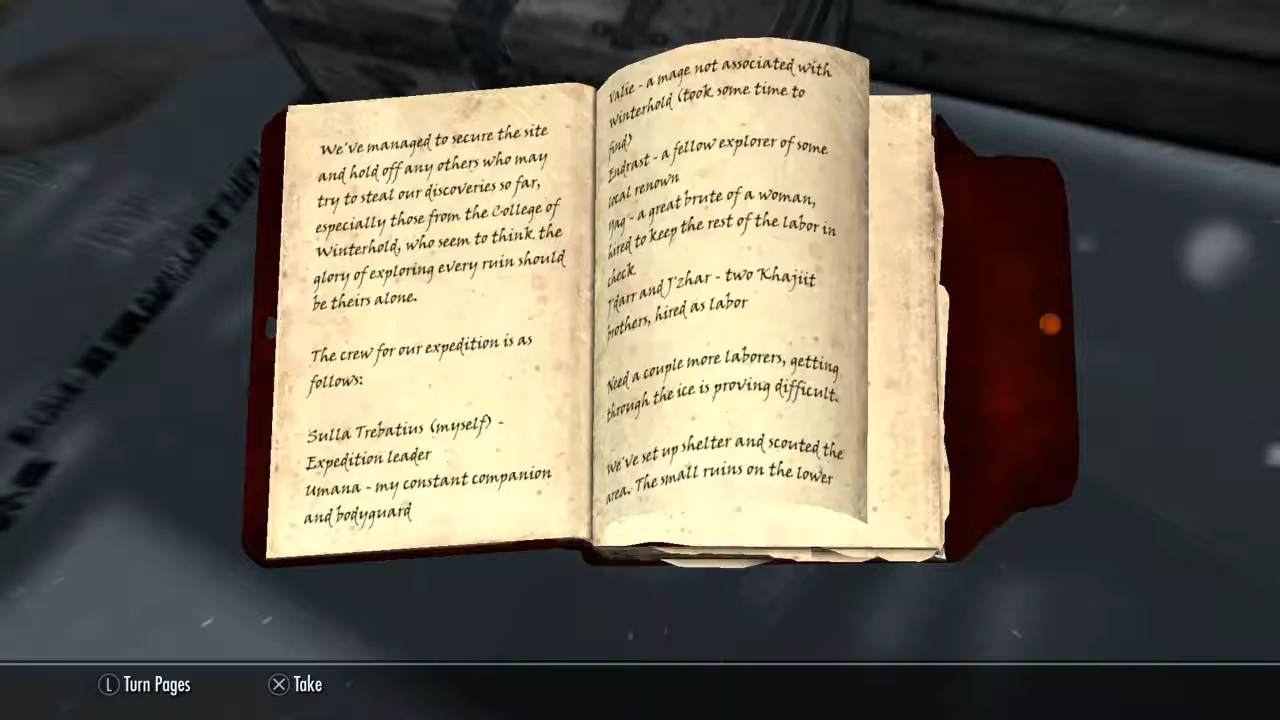 We've managed to secure the site
and hold off any others who may
try to steal our discoveries so far,
especially those from the College of
Winterhold, who seem to think the
glory of exploring every ruin should
be theirs alone.
The crew for our expedition is as
follows:
Sulla Trebatius (myself) -
Expedition leader
Umana - my constant companion
and bodyguard
Valie - a mage not associated with
Winterhold (took some time to
find)
Endrast - a fellow explorer of some
local renown
Yag - a great brute of a woman,
hired to keep the rest of the labor in
check
J'darr and J'zhar - two Khajiit
brothers, hired as labor
Need a couple more laborers, getting
through the ice is proving difficult.
We've set up shelter and scouted the
area. The small ruins on the lower
L Turn Pages
X Take